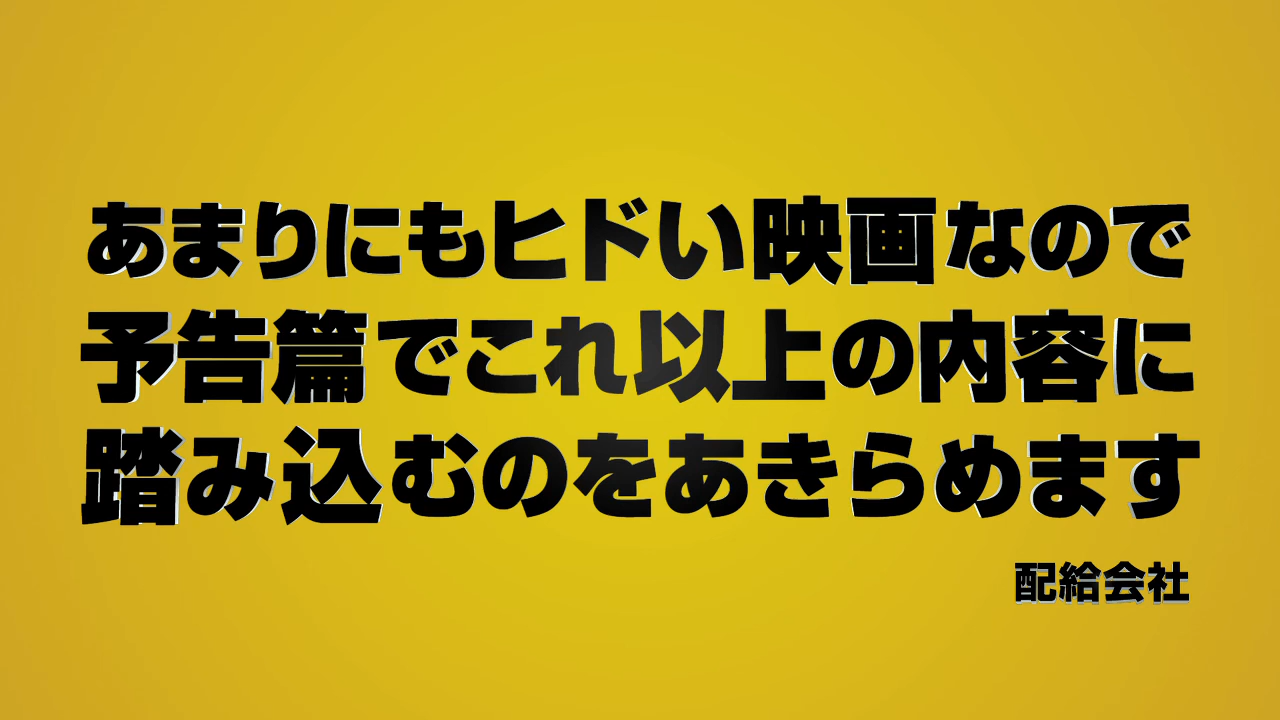 あまりにもヒドい映画なので
予告篇でこれ以上の内容に
踏み込むのをあきらめます
配給会社